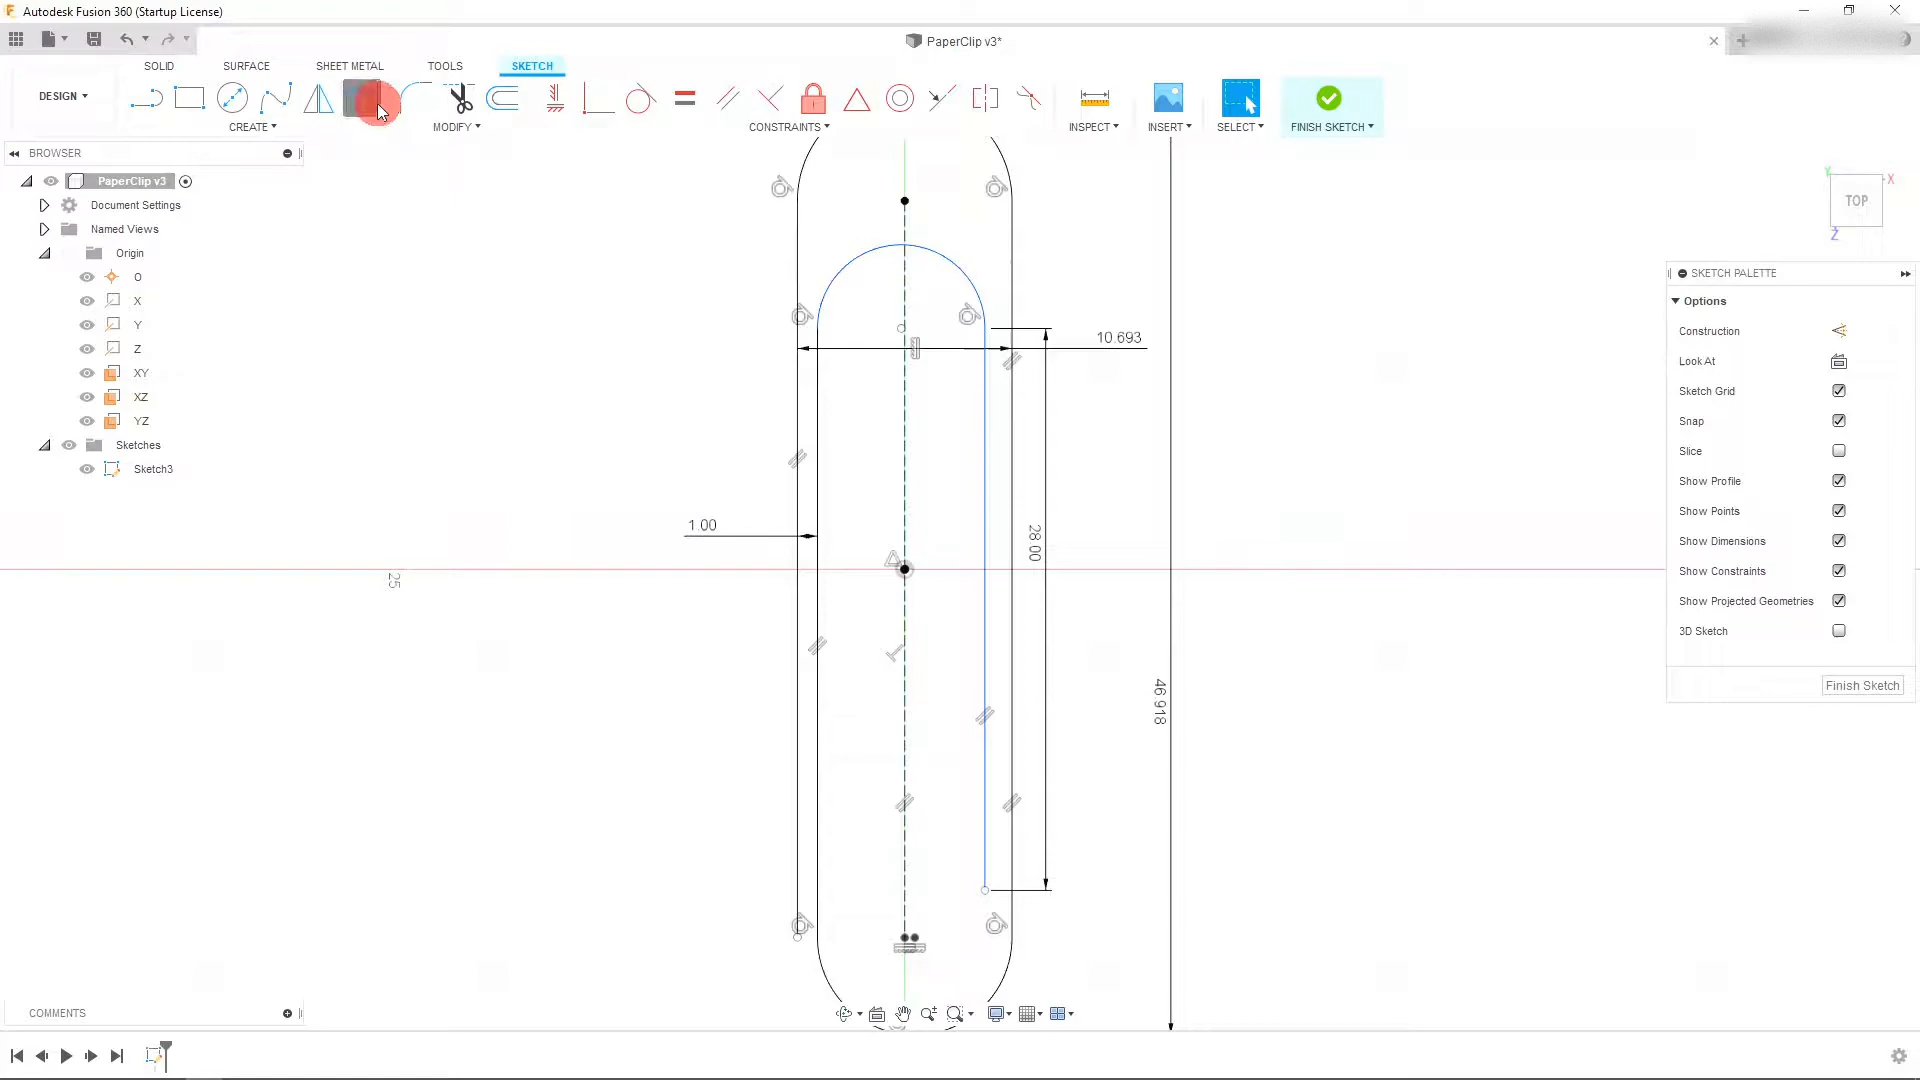 Autodesk Fusion 360 (Startup License)
PaperClip v3*
SOLID SURFACE SHEET METAL TOOLS SKETCH
DESIGN
CREATE MODIFY CONSTRAINTS INSPECT INSERT SELECT FINISH SKETCH
BROWSER
PaperClip v3
Document Settings
Named Views
Origin
O
X
Y
Z
XY
XZ
YZ
Sketches
Sketch3
10.693
1.00
28.00
25
46.918
Y
X
TOP
Z
SKETCH PALETTE
Options
Construction
Look At
Sketch Grid
Snap
Slice
Show Profile
Show Points
Show Dimensions
Show Constraints
Show Projected Geometries
3D Sketch
Finish Sketch
COMMENTS